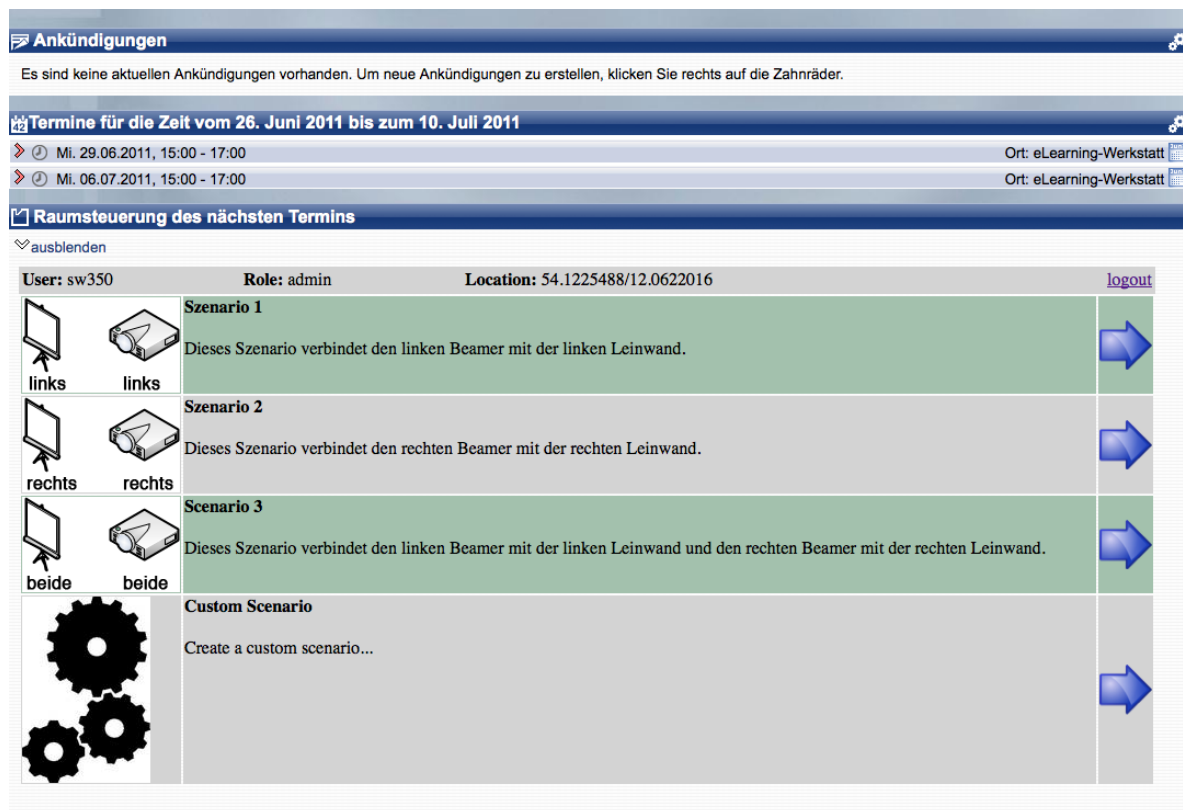 Ankündigungen
Es sind keine aktuellen Ankündigungen vorhanden. Um neue Ankündigungen zu erstellen, klicken Sie rechts auf die Zahnräder.
42 Termine für die Zeit vom 26. Juni 2011 bis zum 10. Juli 2011
Mi. 29.06.2011, 15:00 - 17:00 Ort: eLearning-Werkstatt
Mi. 06.07.2011, 15:00 - 17:00 Ort: eLearning-Werkstatt
Raumsteuerung des nächsten Termins
ausblenden
User: sw350 Role: admin Location: 54.1225488/12.0622016 logout
Szenario 1
Dieses Szenario verbindet den linken Beamer mit der linken Leinwand.
links links
Szenario 2
Dieses Szenario verbindet den rechten Beamer mit der rechten Leinwand.
rechts rechts
Scenario 3
Dieses Szenario verbindet den linken Beamer mit der linken Leinwand und den rechten Beamer mit der rechten Leinwand.
beide beide
Custom Scenario
Create a custom scenario...